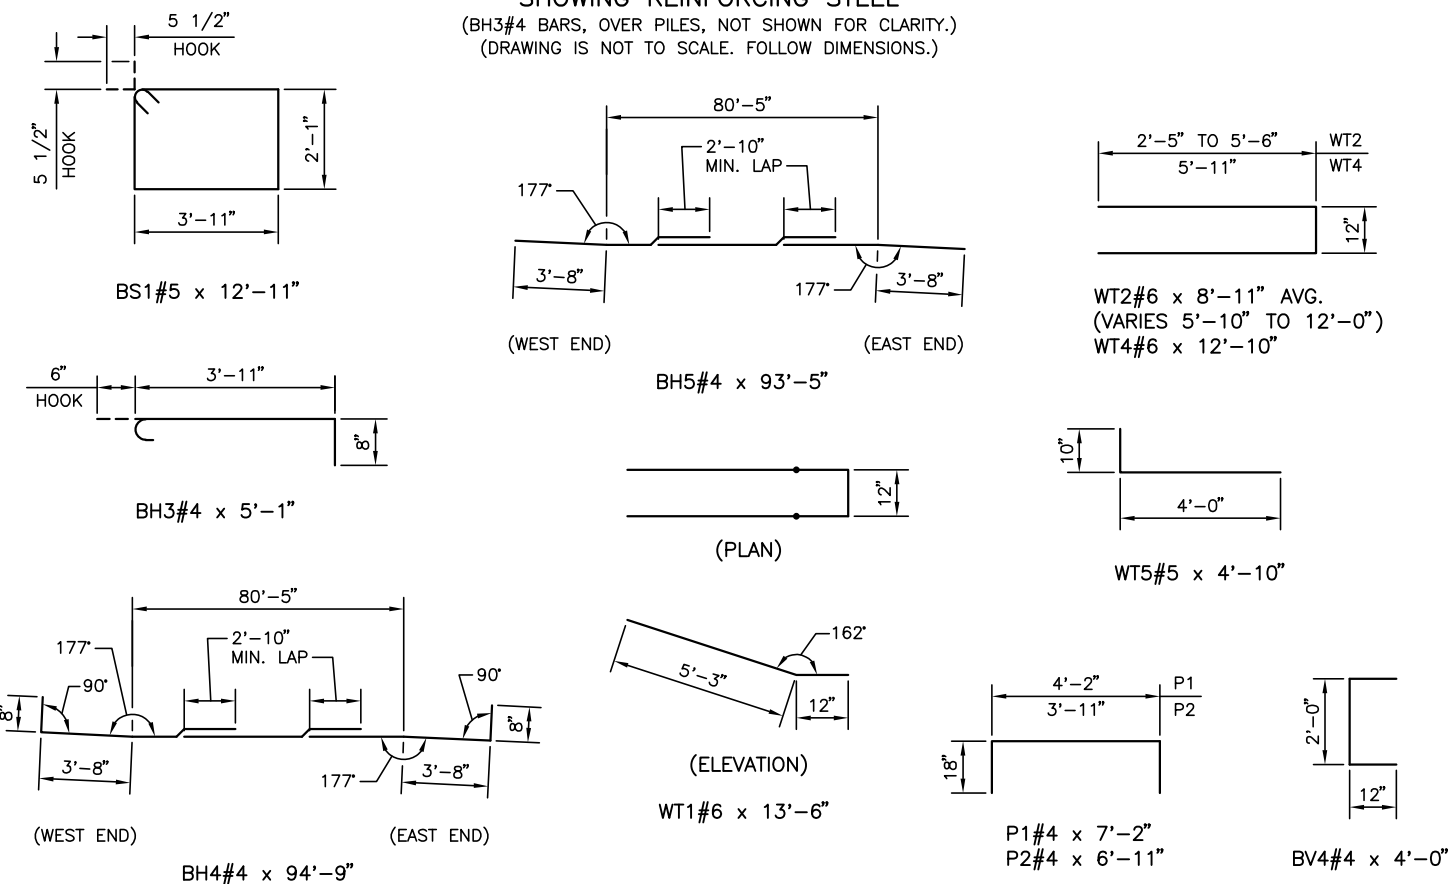 SHOWING REINFORCING STEEL
(BH3#4 BARS, OVER PILES, NOT SHOWN FOR CLARITY.)
(DRAWING IS NOT TO SCALE. FOLLOW DIMENSIONS.)
5 1/2"
HOOK
5 1/2"
HOOK
2'-1"
3'-11"
BS1#5 x 12'-11"
80'-5"
2'-10"
MIN. LAP
177°
3'-8"
177°
3'-8"
(WEST END)
(EAST END)
BH5#4 x 93'-5"
2'-5" TO 5'-6"
WT2
5'-11"
WT4
12"
WT2#6 x 8'-11" AVG.
(VARIES 5'-10" TO 12'-0")
WT4#6 x 12'-10"
6"
HOOK
3'-11"
8"
BH3#4 x 5'-1"
12"
(PLAN)
10"
4'-0"
WT5#5 x 4'-10"
80'-5"
2'-10"
MIN. LAP
177°
90°
90°
8"
8"
3'-8"
177°
3'-8"
(WEST END)
(EAST END)
BH4#4 x 94'-9"
162°
5'-3"
12"
(ELEVATION)
WT1#6 x 13'-6"
4'-2"
P1
3'-11"
P2
18"
P1#4 x 7'-2"
P2#4 x 6'-11"
2'-0"
12"
BV4#4 x 4'-0"